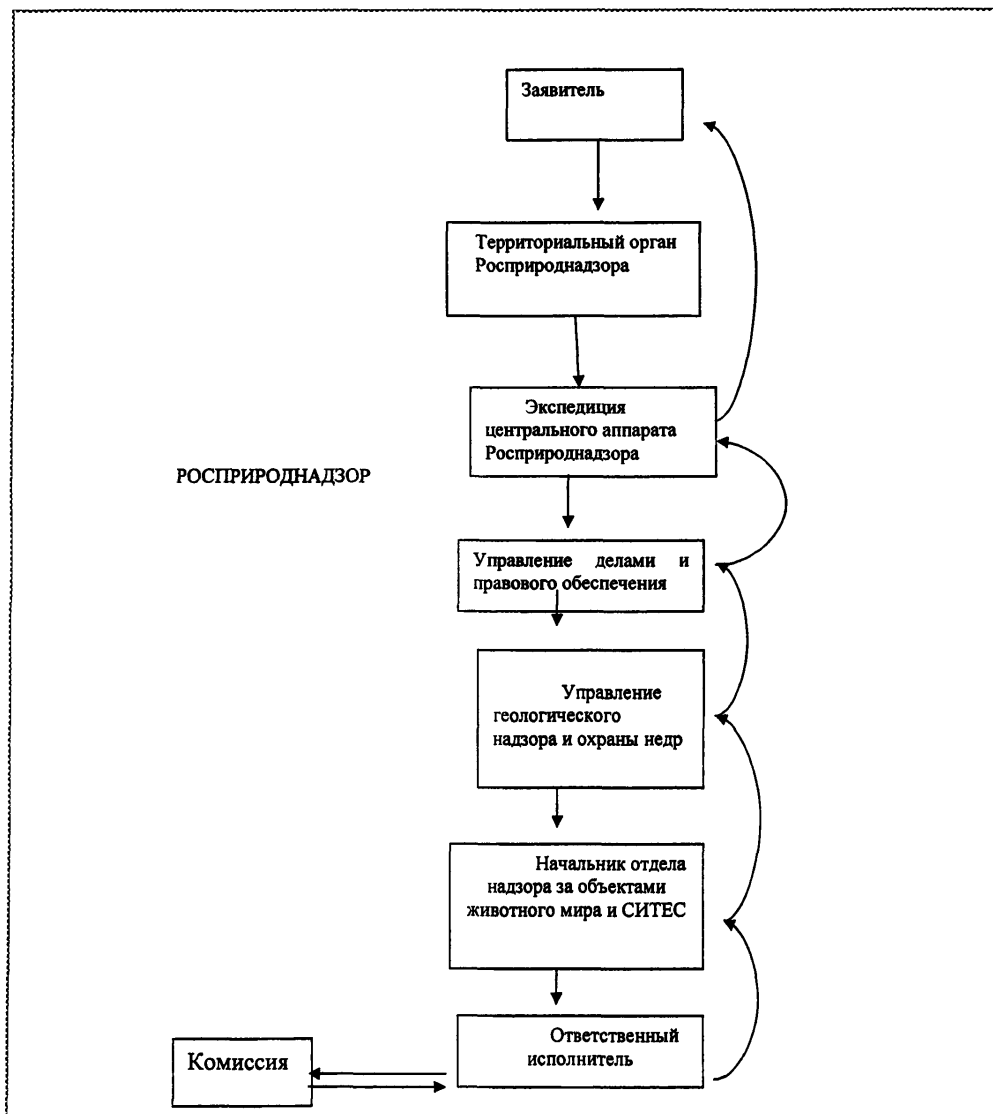 Заявитель
Территориальный орган
Росприроднадзора
Экспедиция
центрального аппарата
Росприроднадзора
РОСПРИРОДНАДЗОР
Управление делами и
правового обеспечения
Управление
геологического
надзора и охраны недр
Начальник отдела
надзора за объектами
животного мира и СИТЕС
Ответственный
исполнитель
Комиссия